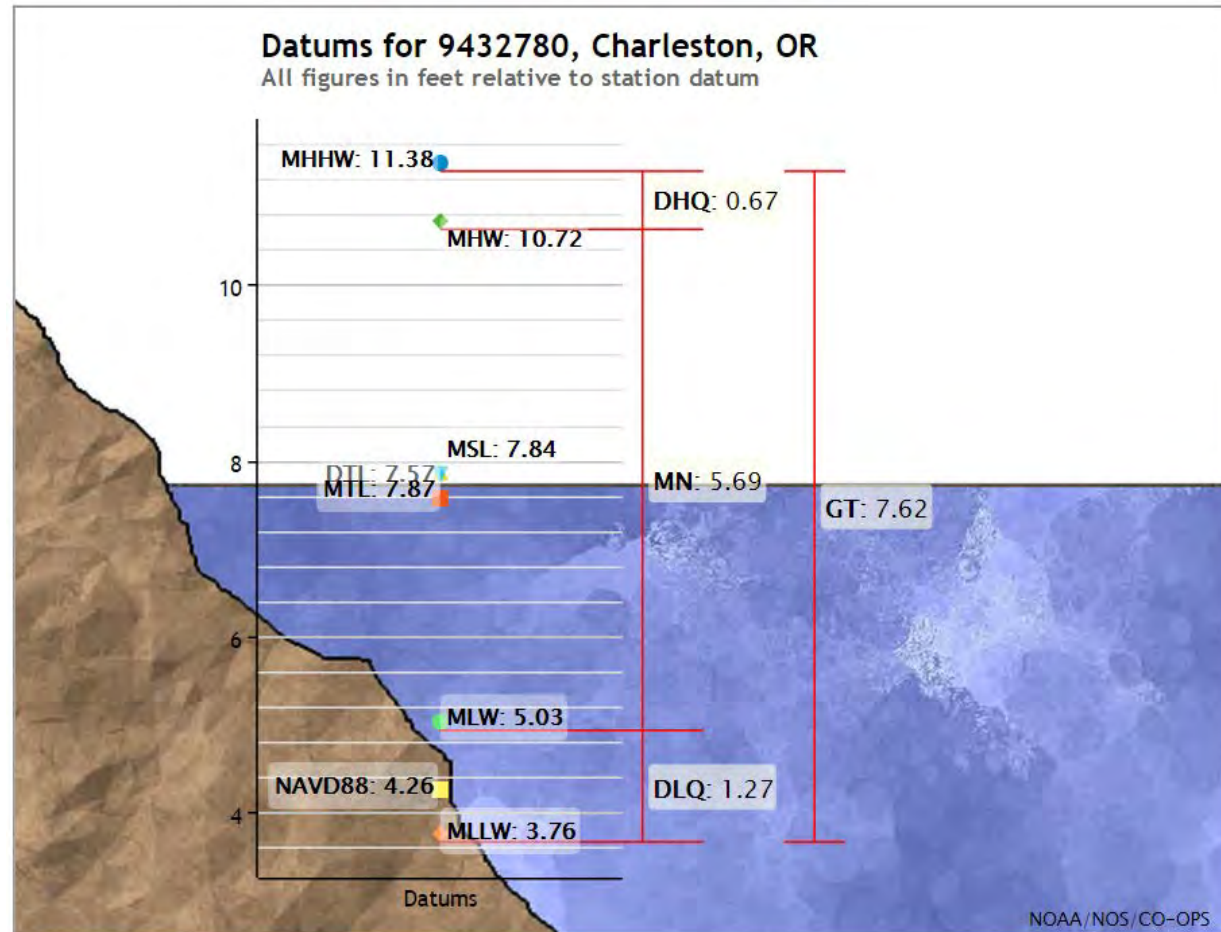 Datums for 9432780, Charleston, OR
All figures in feet relative to station datum
MHHW: 11.38
DHQ: 0.67
MHW: 10.72
10
MSL: 7.84
8
DTL: 7.57
MTL: 7.87
MN: 5.69
GT: 7.62
6
MLW: 5.03
NAVD88: 4.26
DLQ: 1.27
4
MLLW: 3.76
Datums
NOAA/NOS/CO-OPS